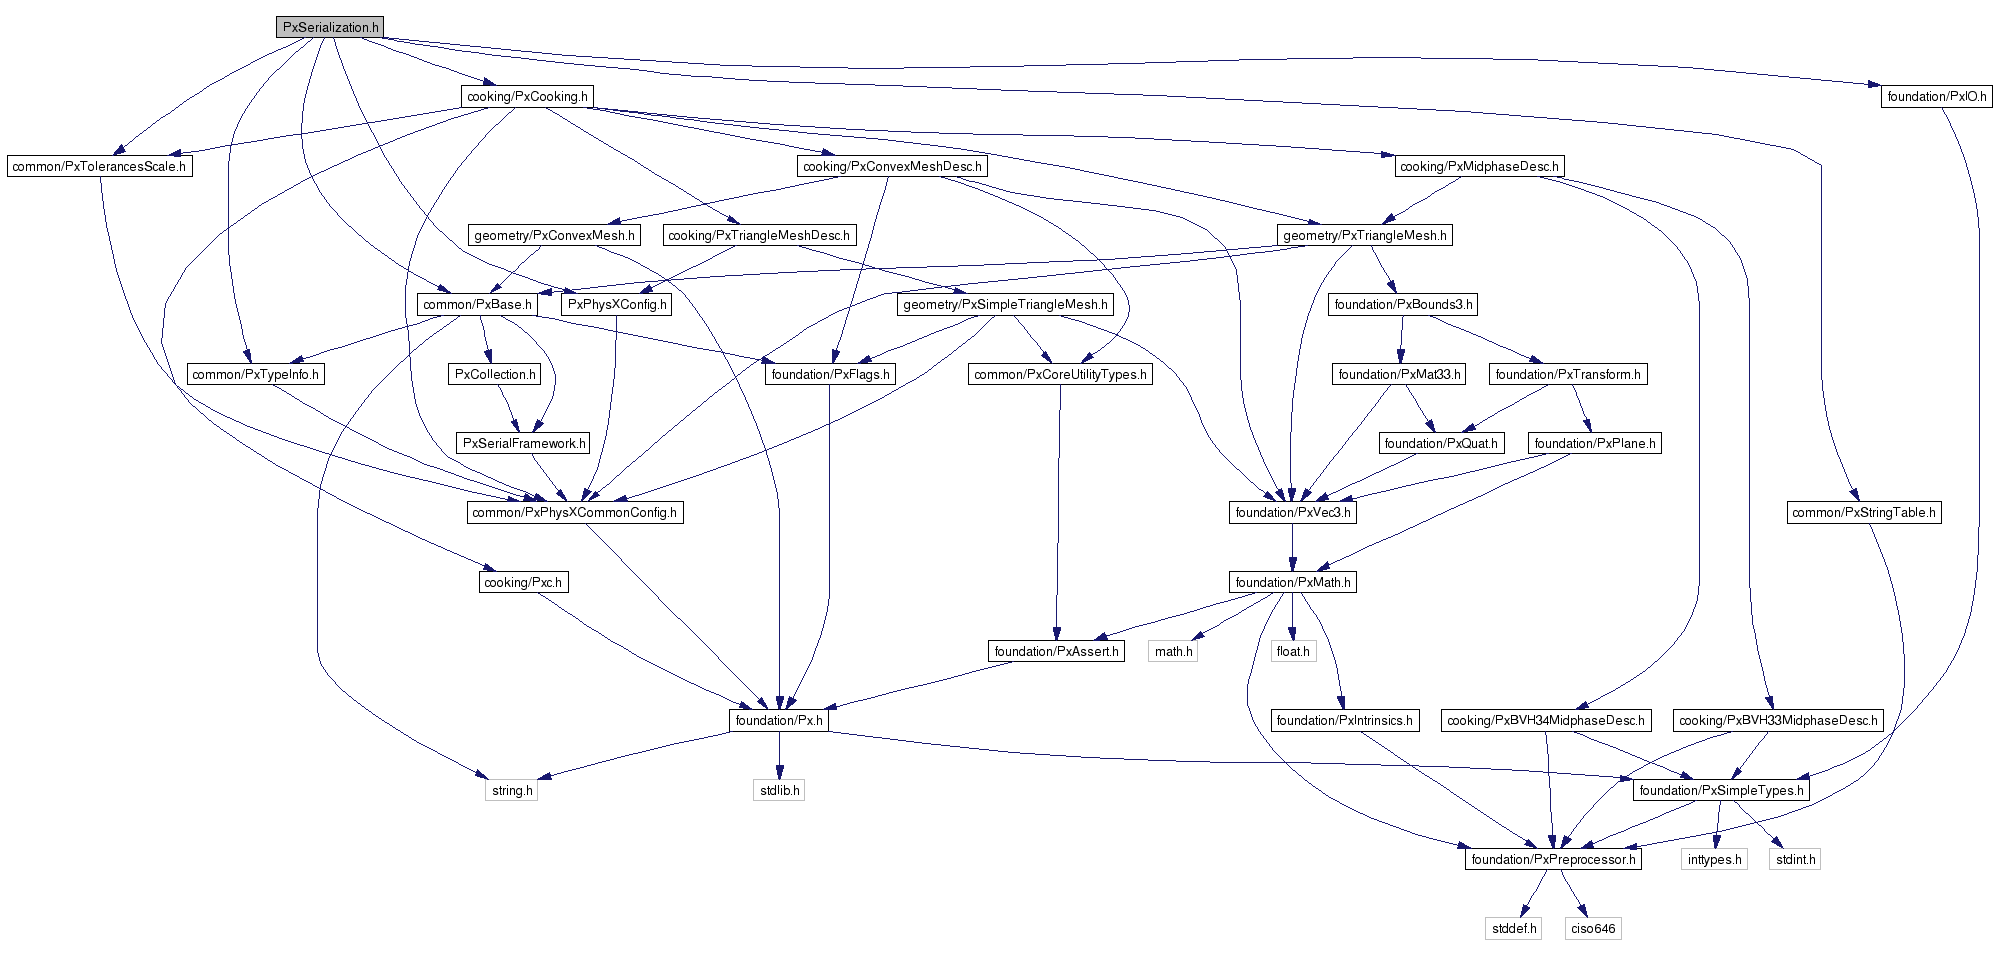 PxSerialization.h
cooking/PxCooking.h
foundation/PxIO.h
common/PxTolerancesScale.h
cooking/PxConvexMeshDesc.h
cooking/PxMidphaseDesc.h
geometry/PxConvexMesh.h
cooking/PxTriangleMeshDesc.h
geometry/PxTriangleMesh.h
common/PxBase.h
PxPhysXConfig.h
geometry/PxSimpleTriangleMesh.h
foundation/PxBounds3.h
common/PxTypeInfo.h
PxCollection.h
foundation/PxFlags.h
common/PxCoreUtilityTypes.h
foundation/PxMat33.h
foundation/PxTransform.h
PxSerialFramework.h
foundation/PxQuat.h
foundation/PxPlane.h
common/PxPhysXCommonConfig.h
foundation/PxVec3.h
common/PxStringTable.h
cooking/Pxc.h
foundation/PxMath.h
foundation/PxAssert.h
math.h
float.h
foundation/Px.h
foundation/PxIntrinsics.h
cooking/PxBVH34MidphaseDesc.h
cooking/PxBVH33MidphaseDesc.h
string.h
stdlib.h
foundation/PxSimpleTypes.h
foundation/PxPreprocessor.h
inttypes.h
stdint.h
stddef.h
ciso646